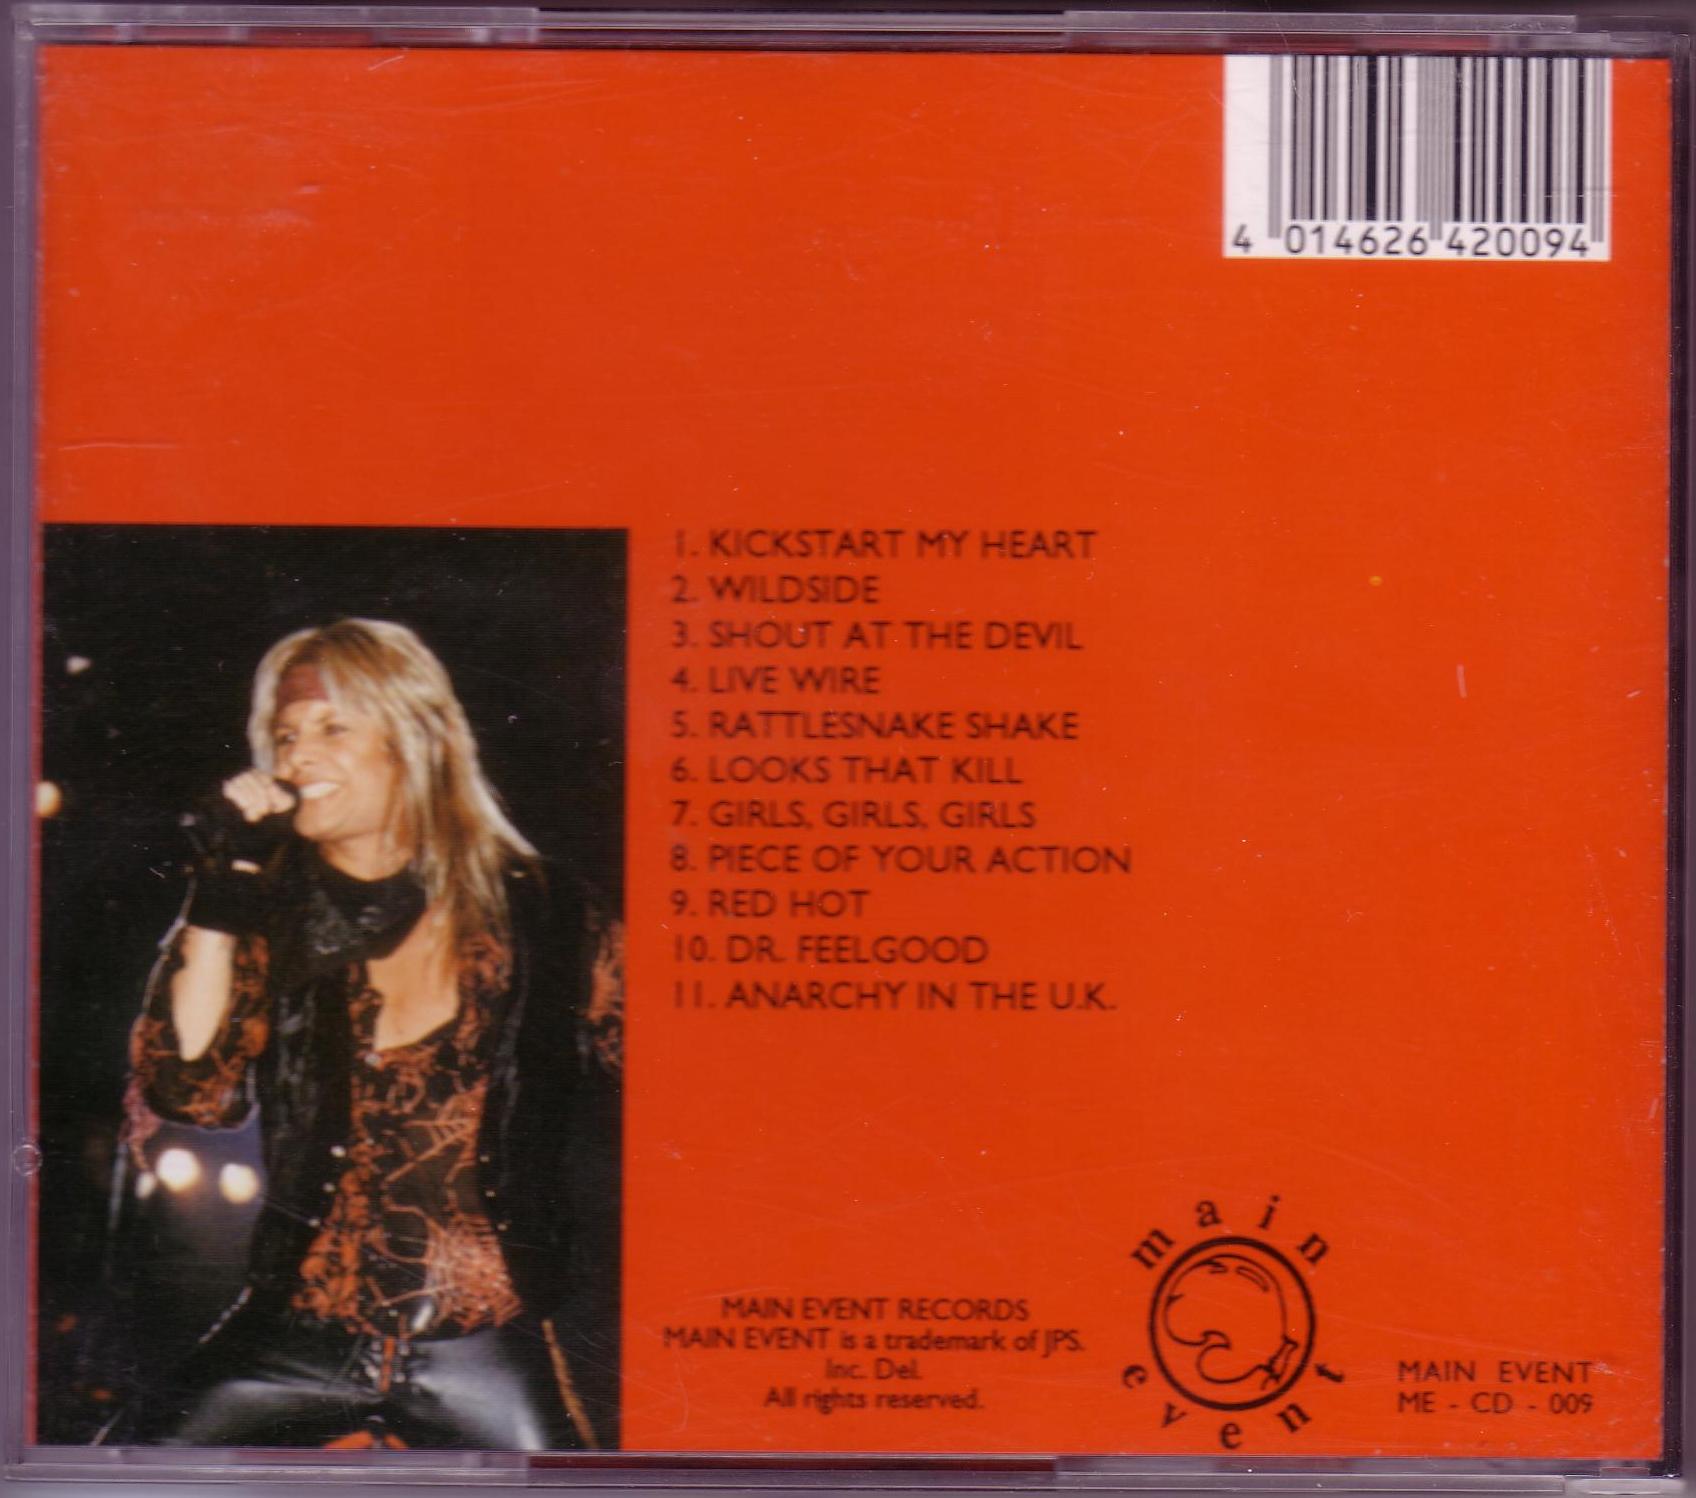 4 014626 420094
1. KICKSTART MY HEART
2. WILDSIDE
3. SHOUT AT THE DEVIL
4. LIVE WIRE
5. RATTLESNAKE SHAKE
6. LOOKS THAT KILL
7. GIRLS, GIRLS, GIRLS
8. PIECE OF YOUR ACTION
9. RED HOT
10. DR. FEELGOOD
11. ANARCHY IN THE U.K.
MAIN EVENT RECORDS
MAIN EVENT is a trademark of JPS.
Inc. Del.
All rights reserved.
main
event
MAIN EVENT
ME - CD - 009